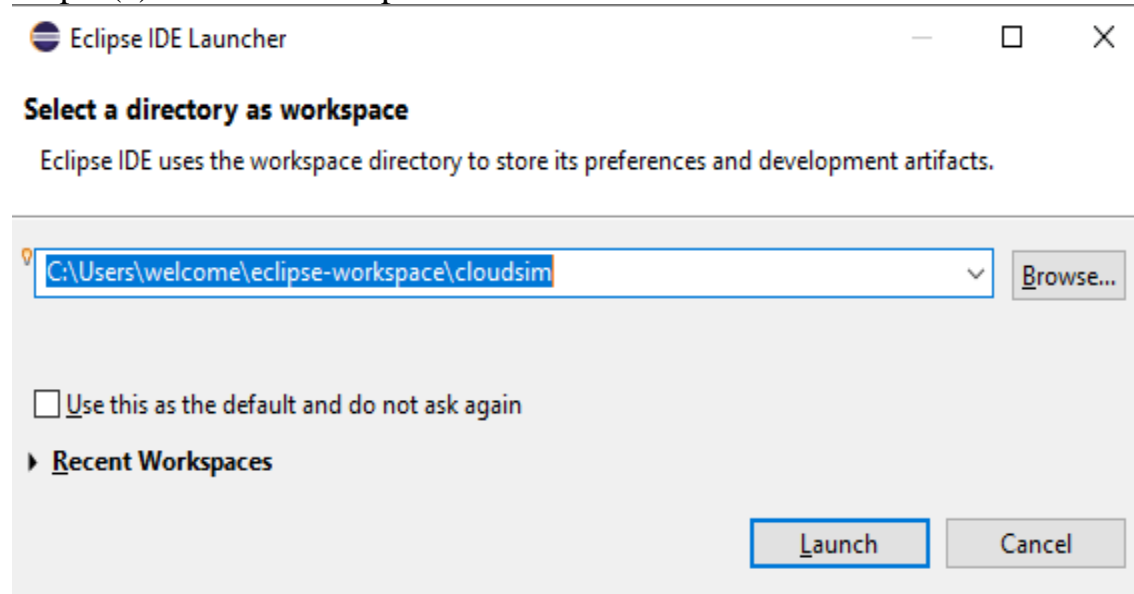 Eclipse IDE Launcher
Select a directory as workspace
Eclipse IDE uses the workspace directory to store its preferences and development artifacts.
C:\Users\welcome\eclipse-workspace\cloudsim
Browse...
Use this as the default and do not ask again
Recent Workspaces
Launch
Cancel